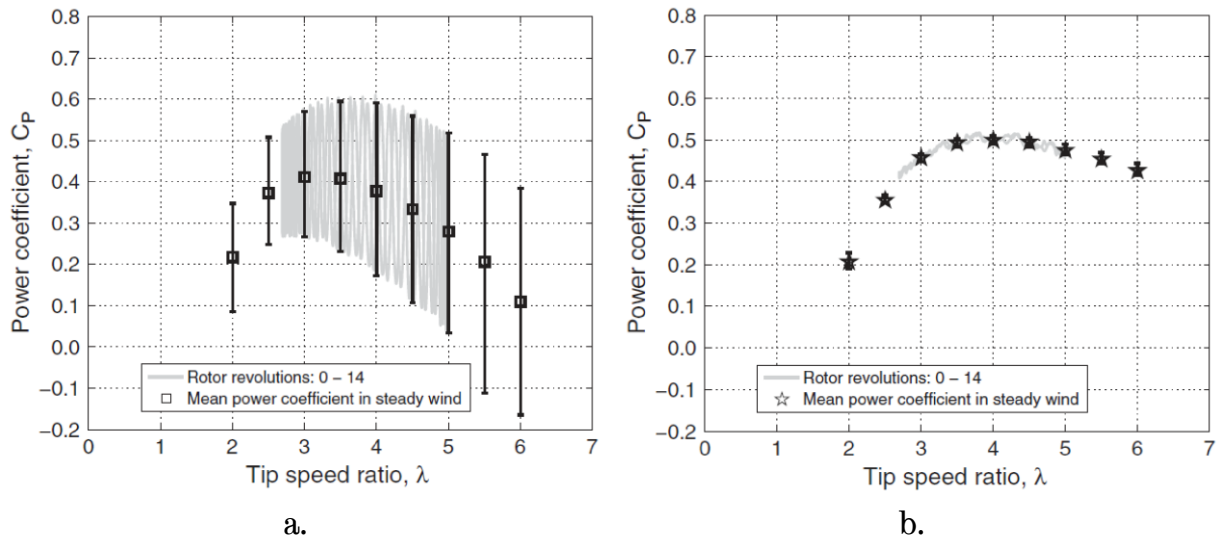 0.8
0.7
0.6
0.5
0.4
0.3
0.2
0.1
0.0
−0.1
−0.2
Power coefficient, C_P
Rotor revolutions: 0 – 14
Mean power coefficient in steady wind
0 1 2 3 4 5 6 7
Tip speed ratio, λ
a.
0.8
0.7
0.6
0.5
0.4
0.3
0.2
0.1
0.0
−0.1
−0.2
Power coefficient, C_P
Rotor revolutions: 0 – 14
Mean power coefficient in steady wind
0 1 2 3 4 5 6 7
Tip speed ratio, λ
b.